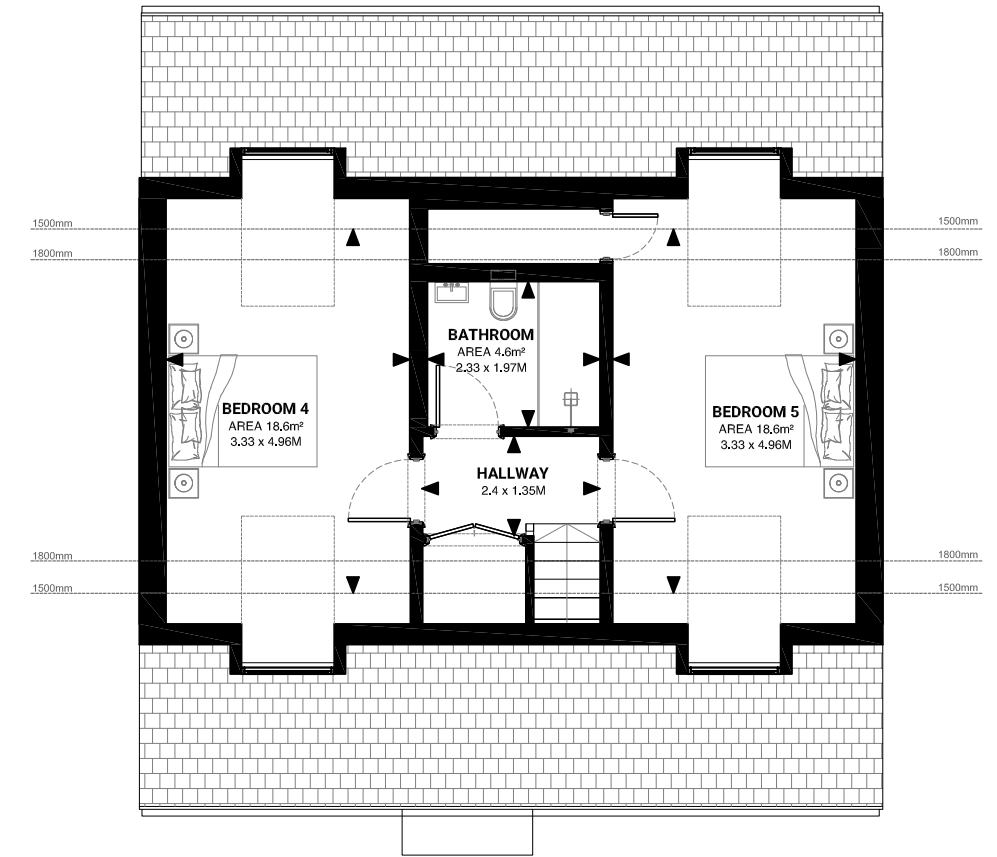 1500mm
1500mm
1800mm
1800mm
BATHROOM
AREA 4.6m²
2.33 x 1.97M
BEDROOM 4
AREA 18.6m²
3.33 x 4.96M
BEDROOM 5
AREA 18.6m²
3.33 x 4.96M
HALLWAY
2.4 x 1.35M
1800mm
1800mm
1500mm
1500mm